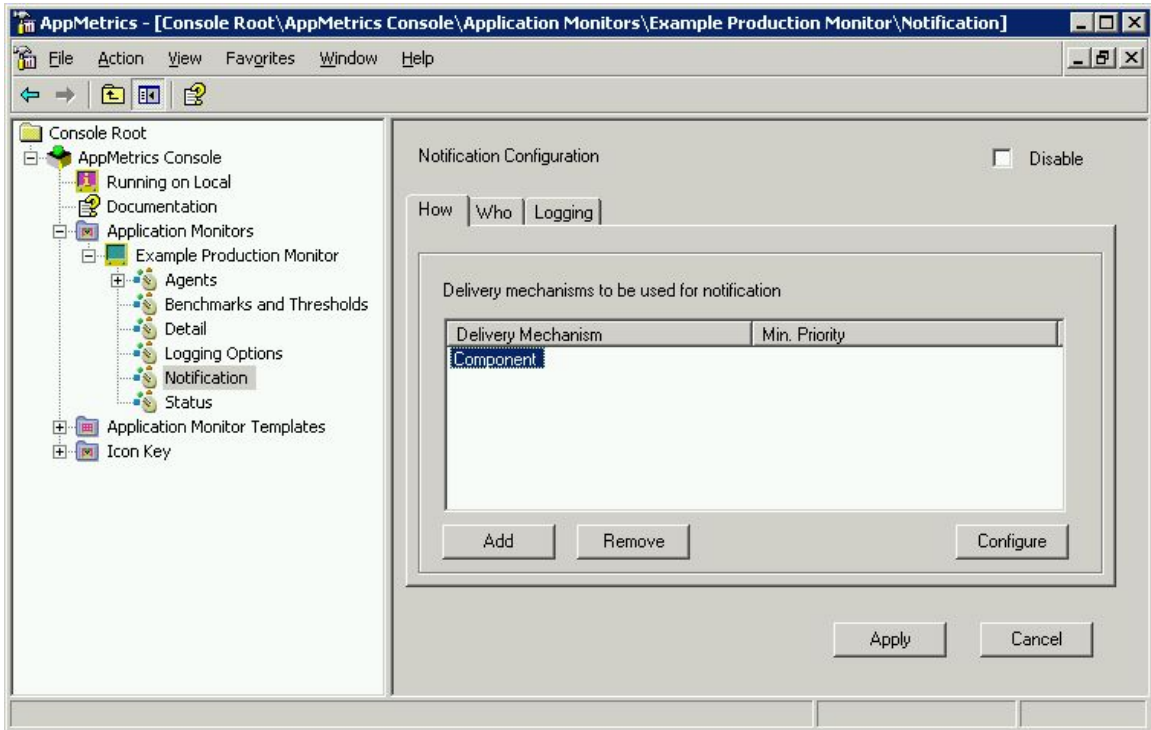 AppMetrics - [Console Root\AppMetrics Console\Application Monitors\Example Production Monitor\Notification]
File Action View Favorites Window Help
Console Root
AppMetrics Console
Running on Local
Documentation
Application Monitors
Example Production Monitor
Agents
Benchmarks and Thresholds
Detail
Logging Options
Notification
Status
Application Monitor Templates
Icon Key
Notification Configuration
Disable
How Who Logging
Delivery mechanisms to be used for notification
Delivery Mechanism Min. Priority
Component
Add Remove Configure
Apply Cancel